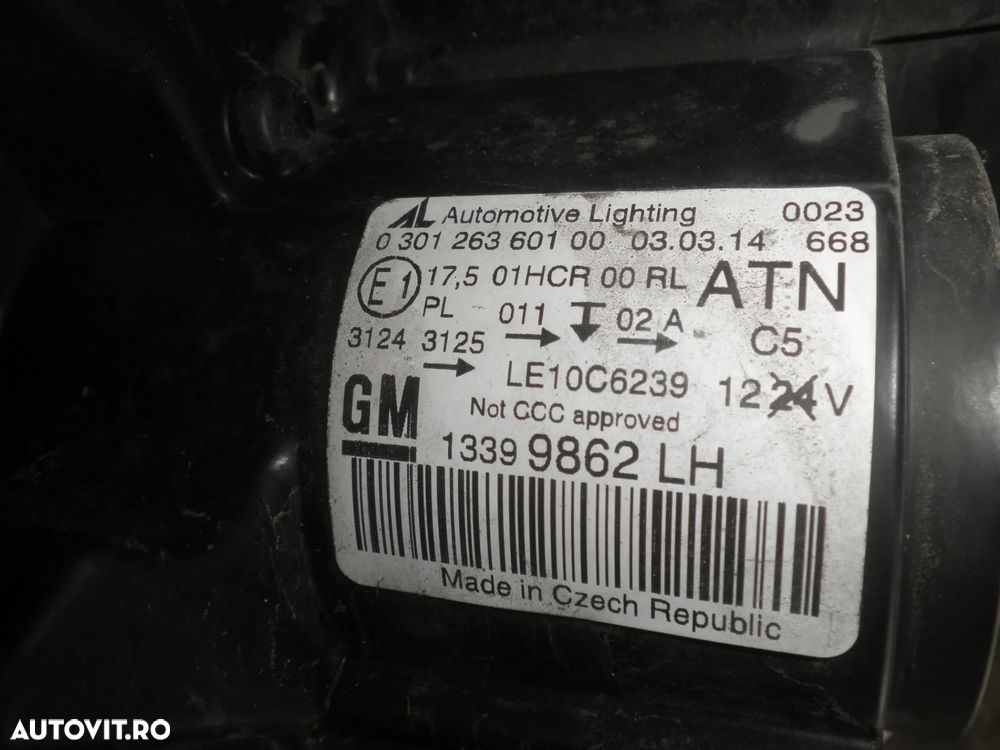 AL Automotive Lighting 0023
0 301 263 601 00 03.03.14 668
E1 17,5 01HCR 00 RL ATN
PL 011 02 A
3124 3125 C5
LE10C6239 12 24 V
GM Not CCC approved
1339 9862 LH
Made in Czech Republic
AUTOVIT.RO